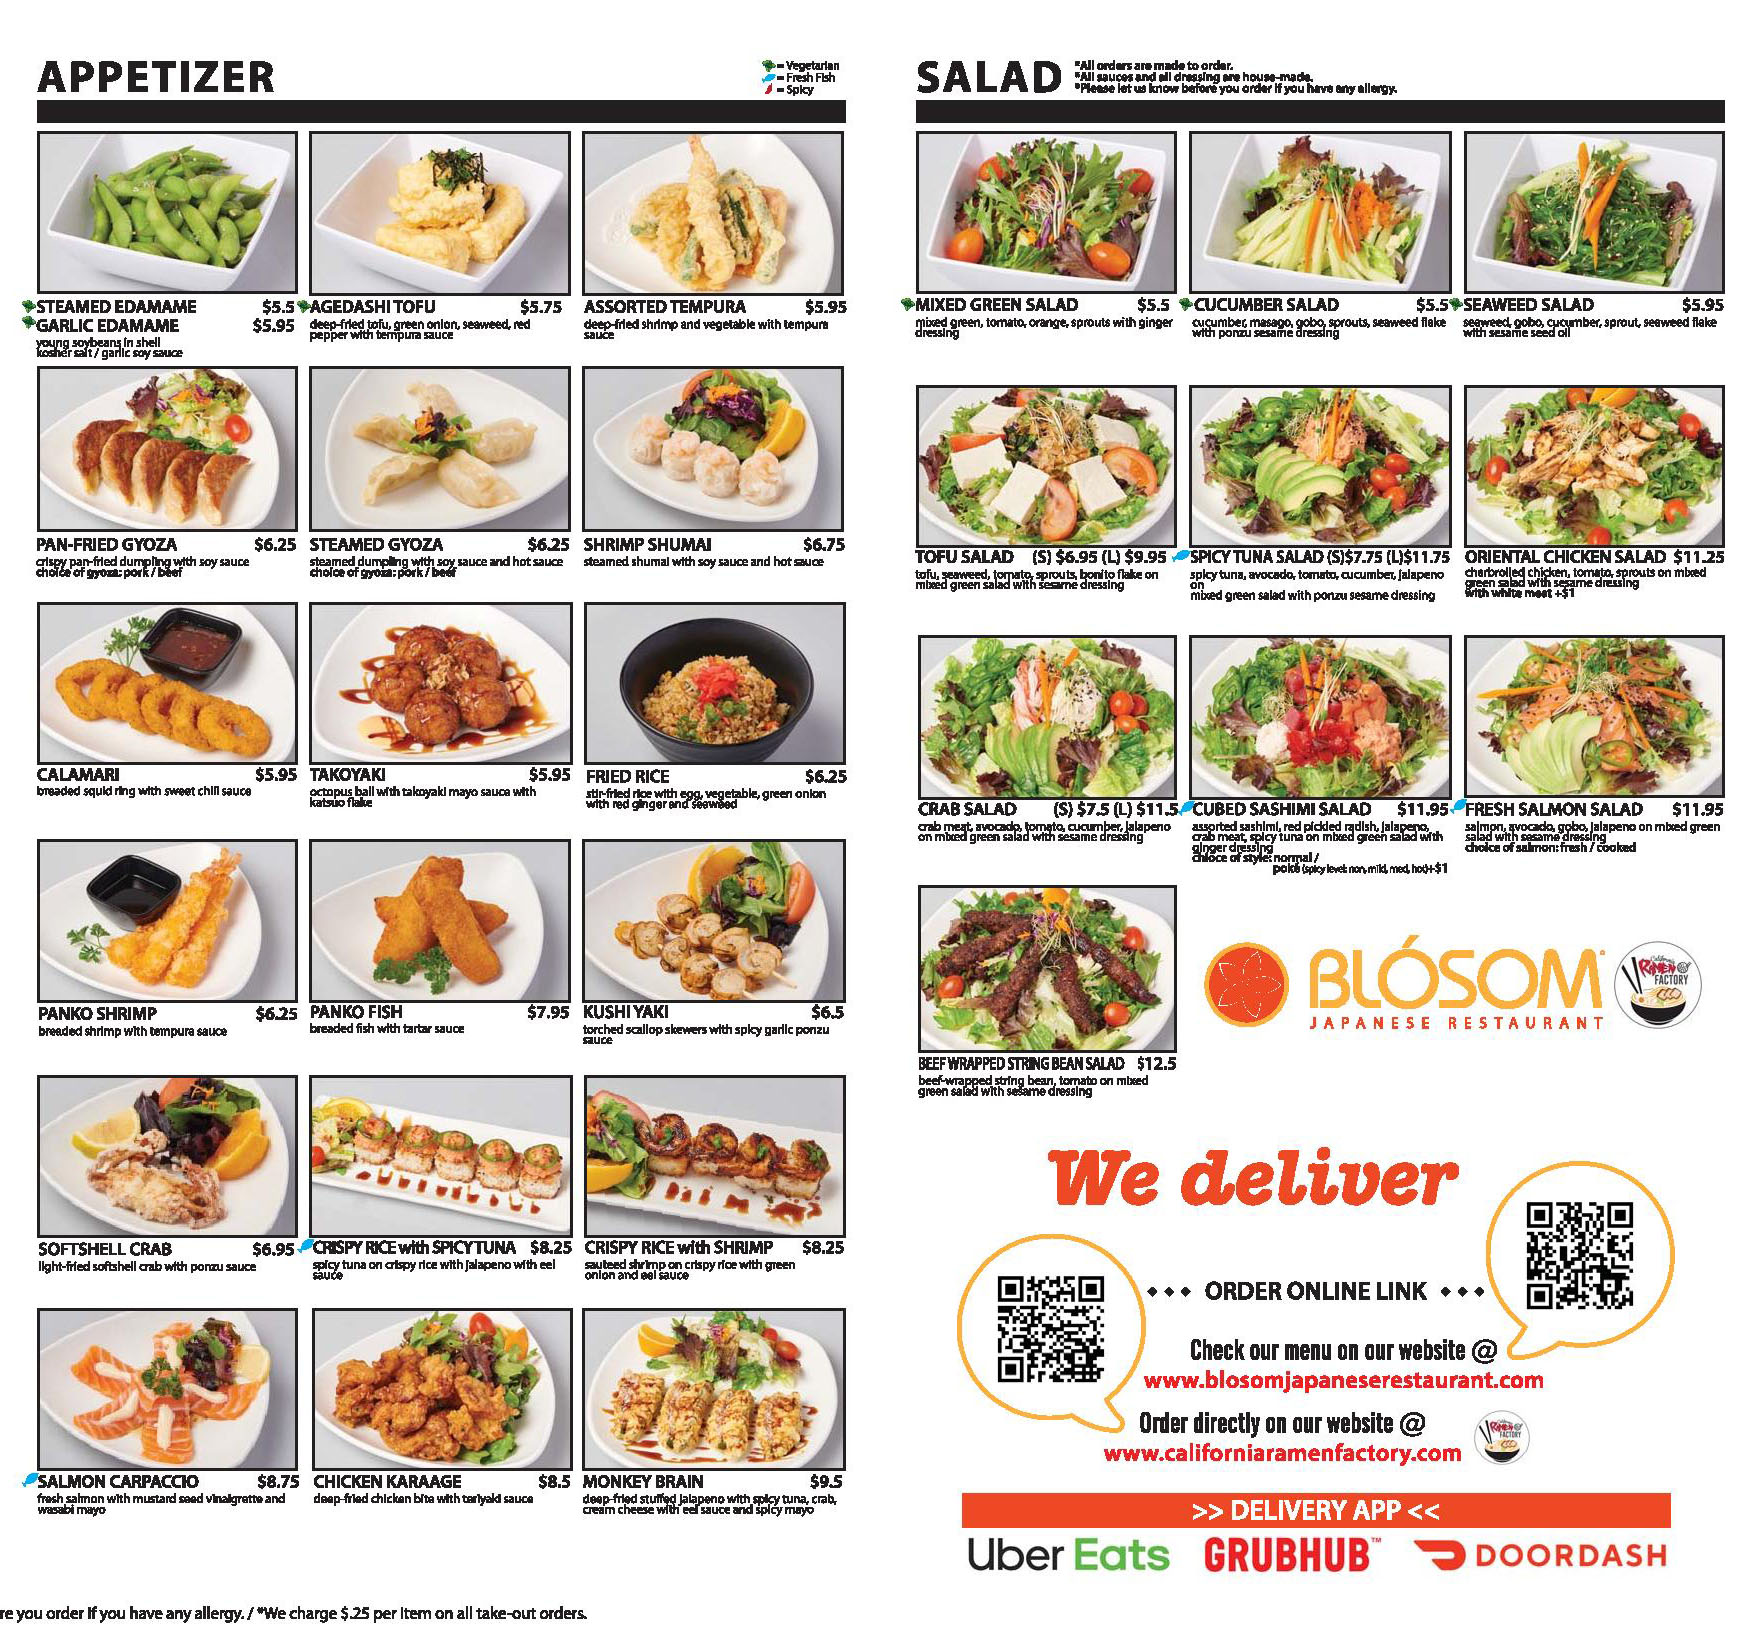 APPETIZER
= Vegetarian
= Fresh Fish
= Spicy
STEAMED EDAMAME $5.5
GARLIC EDAMAME $5.95
young soybeans in shell
kosher salt / garlic soy sauce
AGEDASHI TOFU $5.75
deep-fried tofu, green onion, seaweed, red
pepper with tempura sauce
ASSORTED TEMPURA $5.95
deep-fried shrimp and vegetable with tempura
sauce
PAN-FRIED GYOZA $6.25
crispy pan-fried dumpling with soy sauce
choice of gyoza: pork / beef
STEAMED GYOZA $6.25
steamed dumpling with soy sauce and hot sauce
choice of gyoza: pork / beef
SHRIMP SHUMAI $6.75
steamed shumai with soy sauce and hot sauce
CALAMARI $5.95
breaded squid ring with sweet chili sauce
TAKOYAKI $5.95
octopus ball with takoyaki mayo sauce with
katsuo flake
FRIED RICE $6.25
stir-fried rice with egg, vegetable, green onion
with red ginger and seaweed
PANKO SHRIMP $6.25
breaded shrimp with tempura sauce
PANKO FISH $7.95
breaded fish with tartar sauce
KUSHI YAKI $6.5
torched scallop skewers with spicy garlic ponzu
sauce
SOFTSHELL CRAB $6.95
light-fried softshell crab with ponzu sauce
CRISPY RICE with SPICY TUNA $8.25
spicy tuna on crispy rice with jalapeno with eel
sauce
CRISPY RICE with SHRIMP $8.25
sauteed shrimp on crispy rice with green
onion and eel sauce
SALMON CARPACCIO $8.75
fresh salmon with mustard seed vinaigrette and
wasabi mayo
CHICKEN KARAAGE $8.5
deep-fried chicken bite with teriyaki sauce
MONKEY BRAIN $9.5
deep-fried stuffed jalapeno with spicy tuna, crab,
cream cheese with eel sauce and spicy mayo
re you order if you have any allergy. / *We charge $.25 per item on all take-out orders.
SALAD
*All orders are made to order.
*All sauces and all dressing are house-made.
*Please let us know before you order if you have any allergy.
MIXED GREEN SALAD $5.5
mixed green, tomato, orange, sprouts with ginger
dressing
CUCUMBER SALAD $5.5
cucumber, masago, gobo, sprouts, seaweed flake
with ponzu sesame dressing
SEAWEED SALAD $5.95
seaweed, gobo, cucumber, sprout, seaweed flake
with sesame seed oil
TOFU SALAD (S) $6.95 (L) $9.95
tofu, seaweed, tomato, sprouts, bonito flake on
mixed green salad with sesame dressing
SPICY TUNA SALAD (S)$7.75 (L)$11.75
spicy tuna, avocado, tomato, cucumber, jalapeno
on
mixed green salad with ponzu sesame dressing
ORIENTAL CHICKEN SALAD $11.25
charbroiled chicken, tomato, sprouts on mixed
green salad with sesame dressing
with white meat +$1
CRAB SALAD (S) $7.5 (L) $11.5
crab meat, avocado, tomato, cucumber, jalapeno
on mixed green salad with sesame dressing
CUBED SASHIMI SALAD $11.95
assorted sashimi, red pickled radish, jalapeno,
crab meat, spicy tuna on mixed green salad with
ginger dressing
chioce of style: normal /
poké (spicy level: non, mild, med, hot)+$1
FRESH SALMON SALAD $11.95
salmon, avocado, gobo, jalapeno on mixed green
salad with sesame dressing
choice of salmon: fresh / cooked
BEEF WRAPPED STRING BEAN SALAD $12.5
beef-wrapped string bean, tomato on mixed
green salad with sesame dressing
BLÓSOM
JAPANESE RESTAURANT
California
RAMEN
FACTORY
We deliver
••• ORDER ONLINE LINK •••
Check our menu on our website @
www.blosomjapaneserestaurant.com
Order directly on our website @
www.californiaramenfactory.com
RAMEN
FACTORY
>> DELIVERY APP <<
Uber Eats GRUBHUB™ DOORDASH